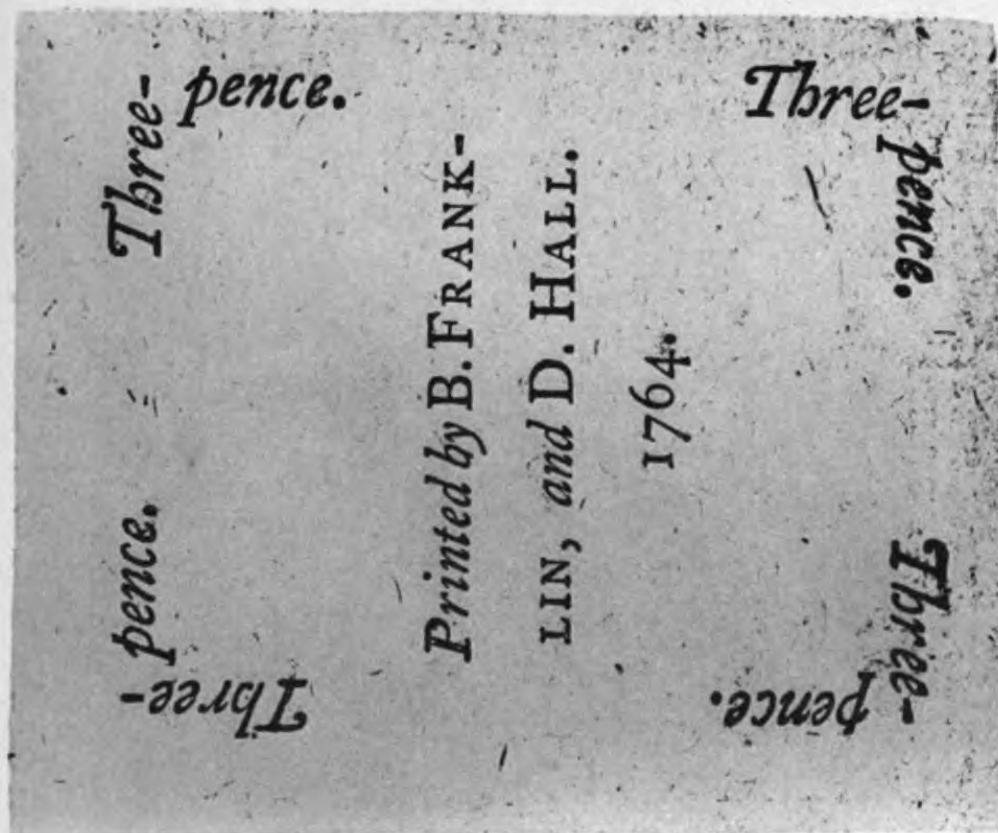 Three-
pence.
Three-
pence.
Printed by B. FRANK-
LIN, and D. HALL.
1764.
Three-
pence.
Three-
pence.